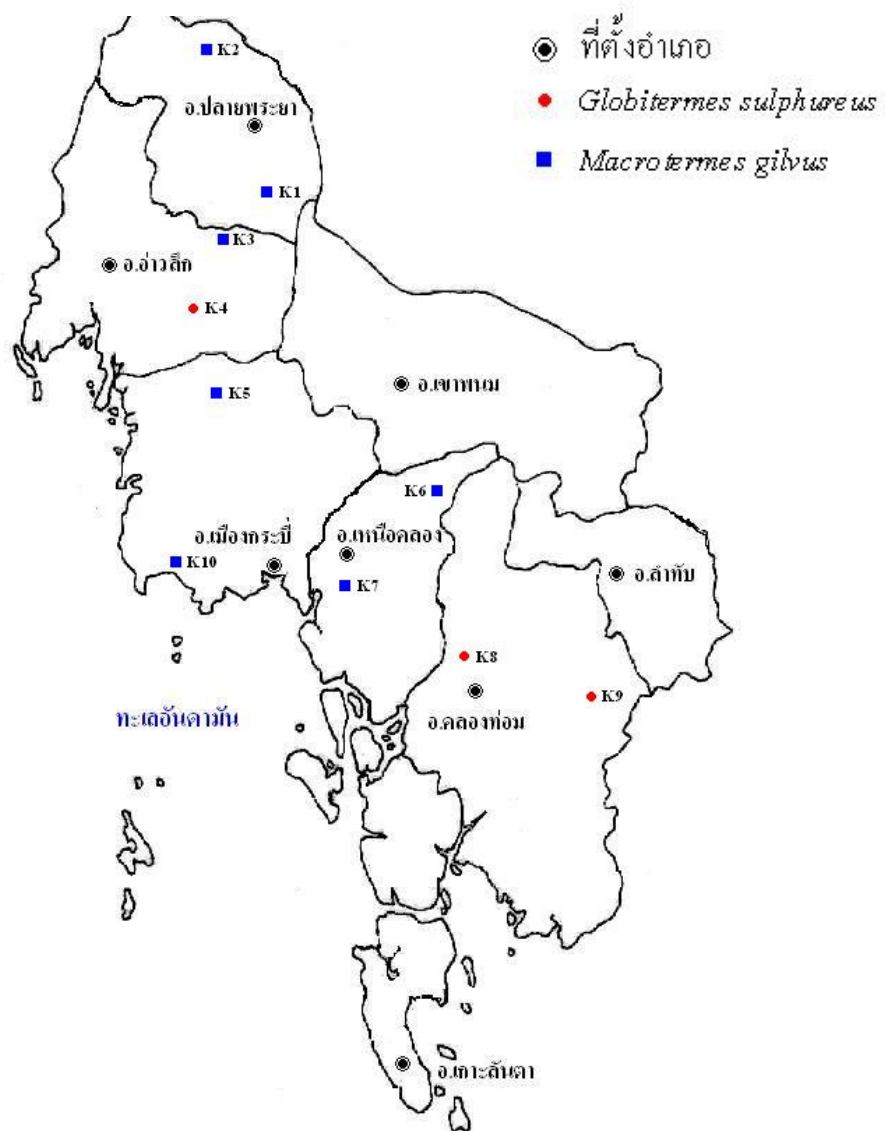 K2
อ.ปลายพระยา
K1
K3
อ.อ่าวลึก
K4
ที่ตั้งอำเภอ
Globitermes sulphureus
Macrotermes gilvus
อ.เขาพนม
K5
K6
อ.เมืองกระบี่
อ.เหนือคลอง
K10
K7
อ.ลำทับ
K8
K9
อ.คลองท่อม
ทะเลอันดามัน
อ.เกาะลันตา